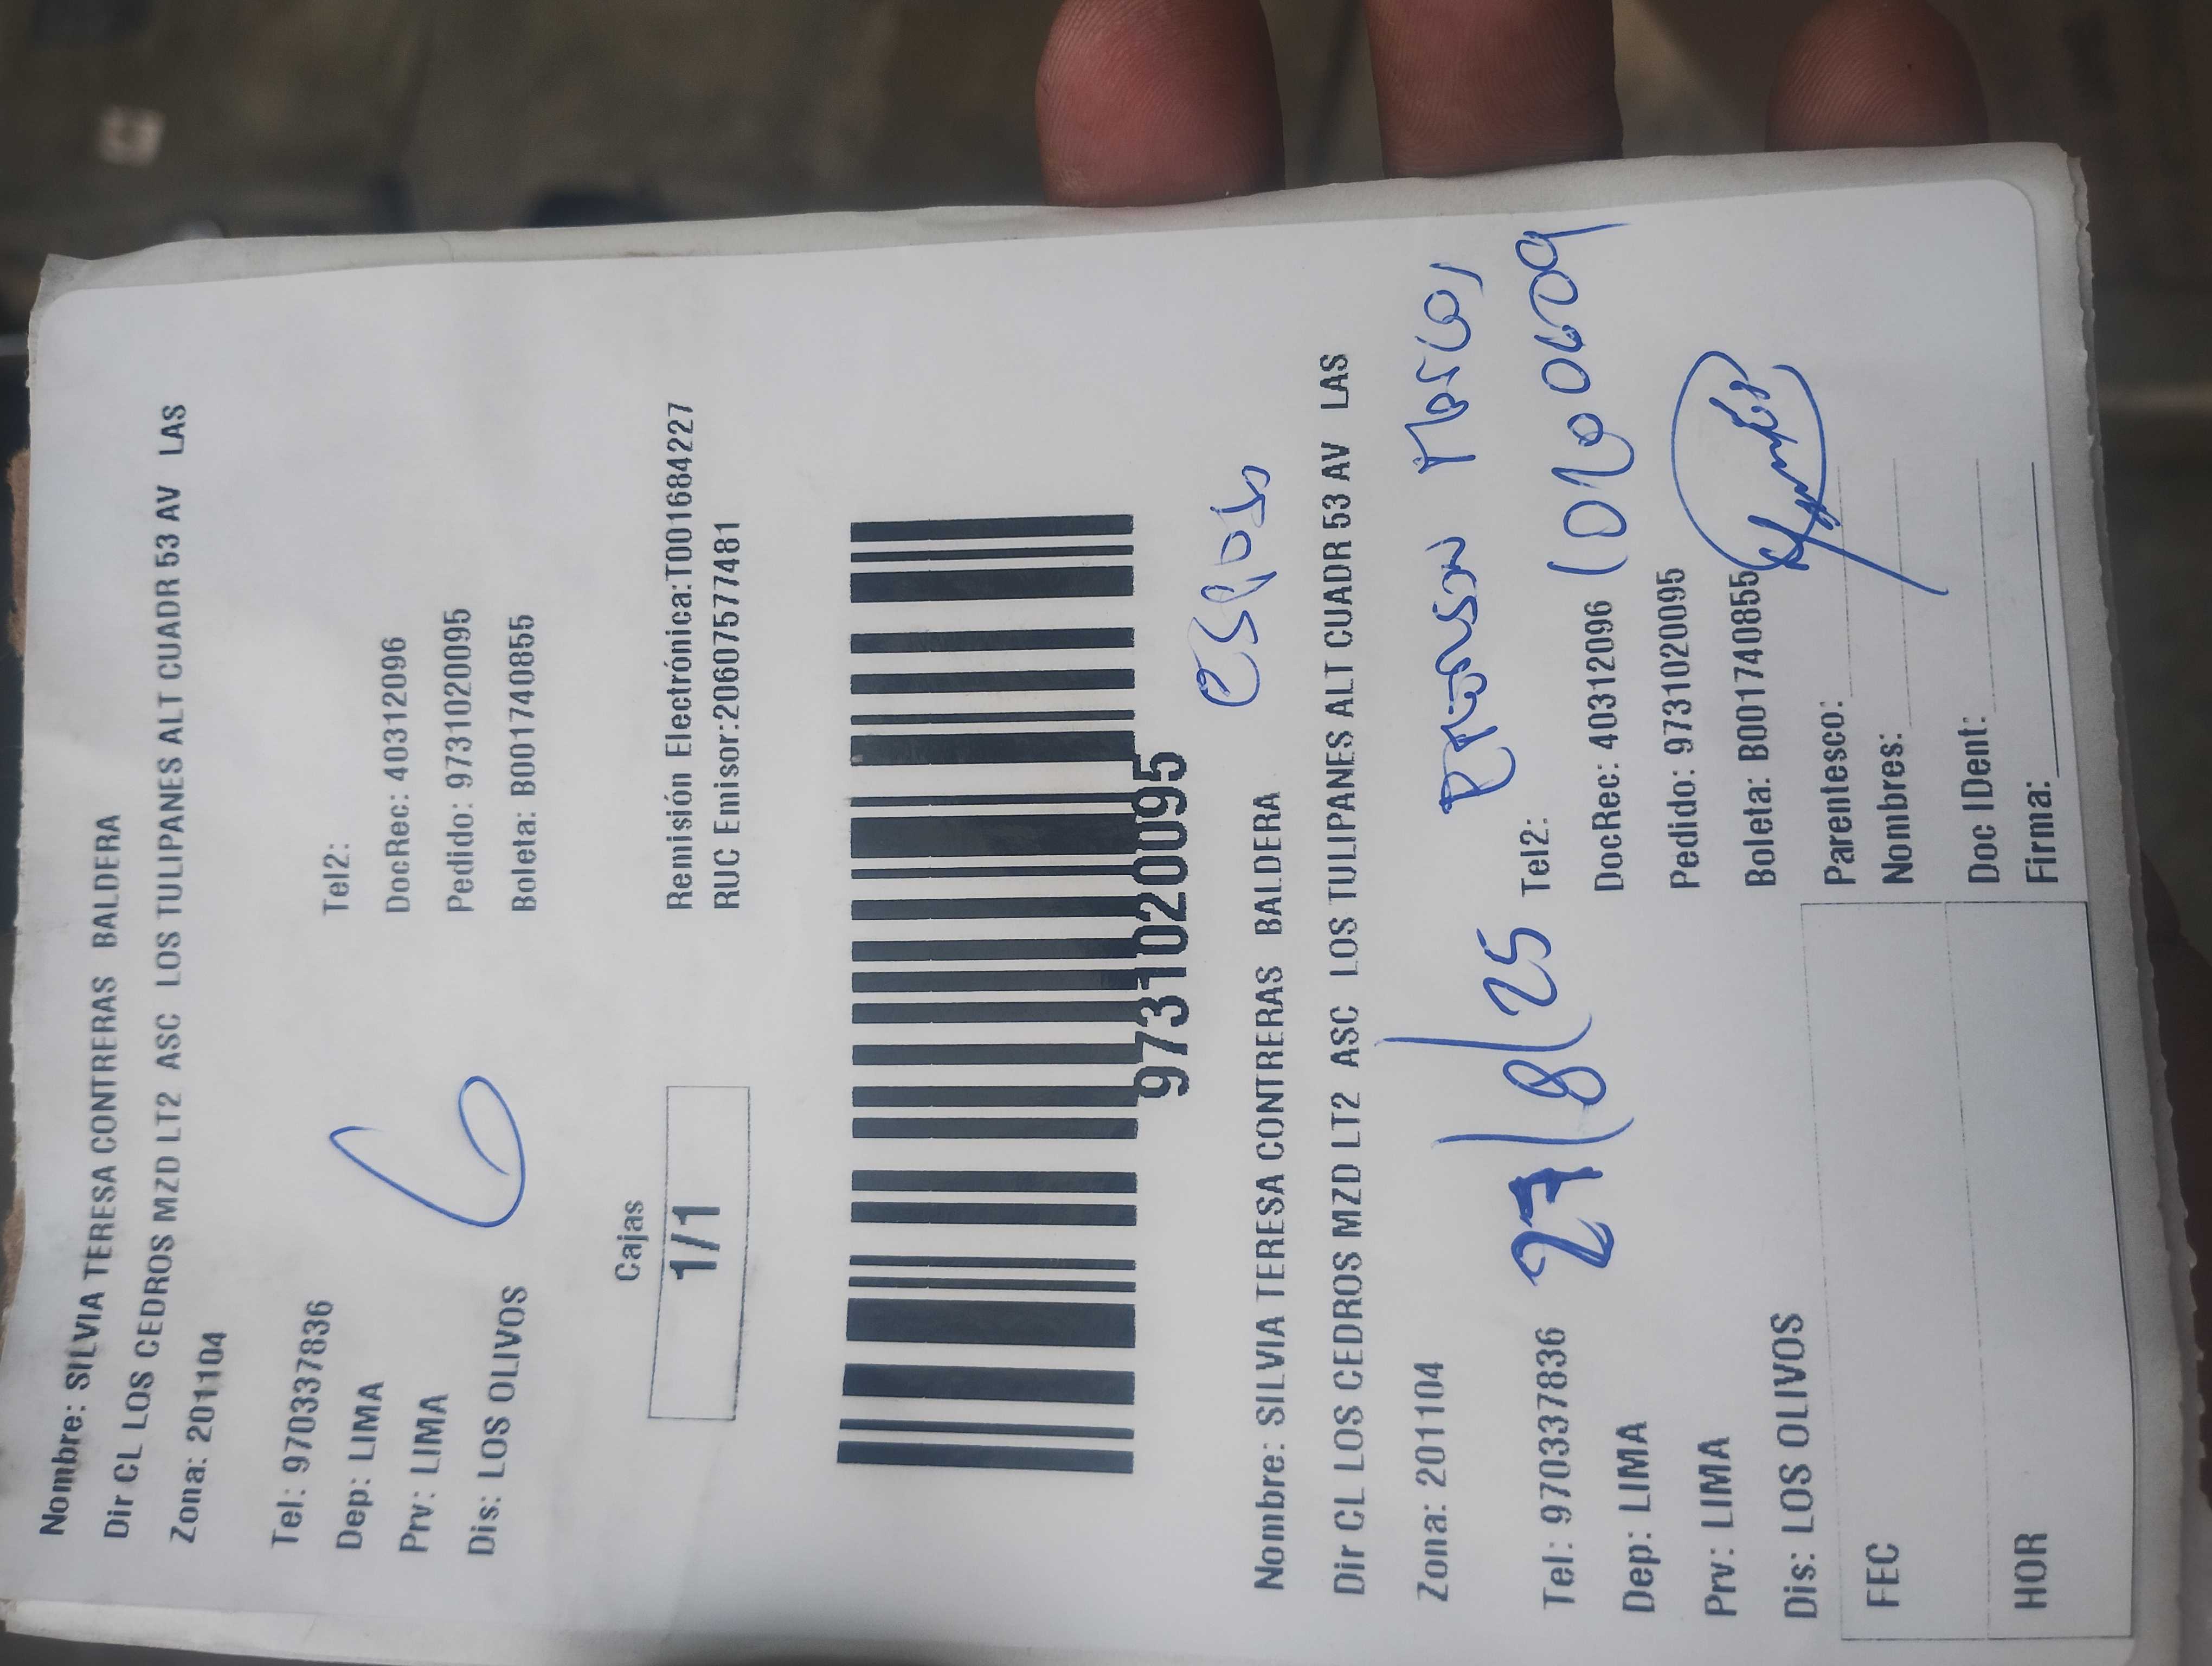 Nombre: SILVIA TERESA CONTRERAS BALDERA
Dir CL LOS CEDROS MZD LT2 ASC LOS TULIPANES ALT CUADR 53 AV LAS
Zona: 201104
Tel: 970337836 Tel2:
Dep: LIMA DocRec: 40312096
Prv: LIMA Pedido: 9731020095
Dis: LOS OLIVOS Boleta: B001740855
Cajas
1/1
Remisión Electrónica:T001684227
RUC Emisor:20607577481
9731020095
Nombre: SILVIA TERESA CONTRERAS BALDERA
Dir CL LOS CEDROS MZD LT2 ASC LOS TULIPANES ALT CUADR 53 AV LAS
Zona: 201104
27/8/25
Tel: 970337836 Tel2:
Dep: LIMA DocRec: 40312096
Prv: LIMA Pedido: 9731020095
Dis: LOS OLIVOS Boleta: B001740855
FEC
HOR
Parentesco:
Nombres:
Doc IDent:
Firma: